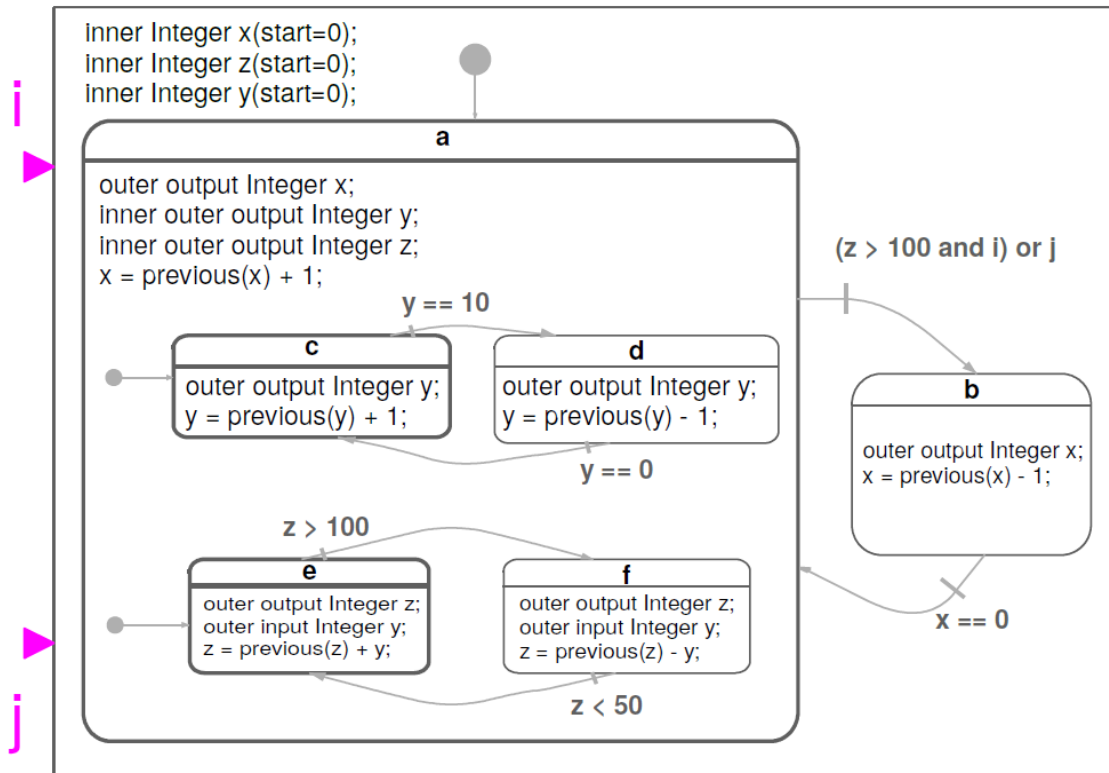 inner Integer x(start=0);
inner Integer z(start=0);
inner Integer y(start=0);
i
a
outer output Integer x;
inner outer output Integer y;
inner outer output Integer z;
x = previous(x) + 1;
(z > 100 and i) or j
y == 10
c
outer output Integer y;
y = previous(y) + 1;
d
outer output Integer y;
y = previous(y) - 1;
y == 0
b
outer output Integer x;
x = previous(x) - 1;
z > 100
e
outer output Integer z;
outer input Integer y;
z = previous(z) + y;
f
outer output Integer z;
outer input Integer y;
z = previous(z) - y;
x == 0
z < 50
j